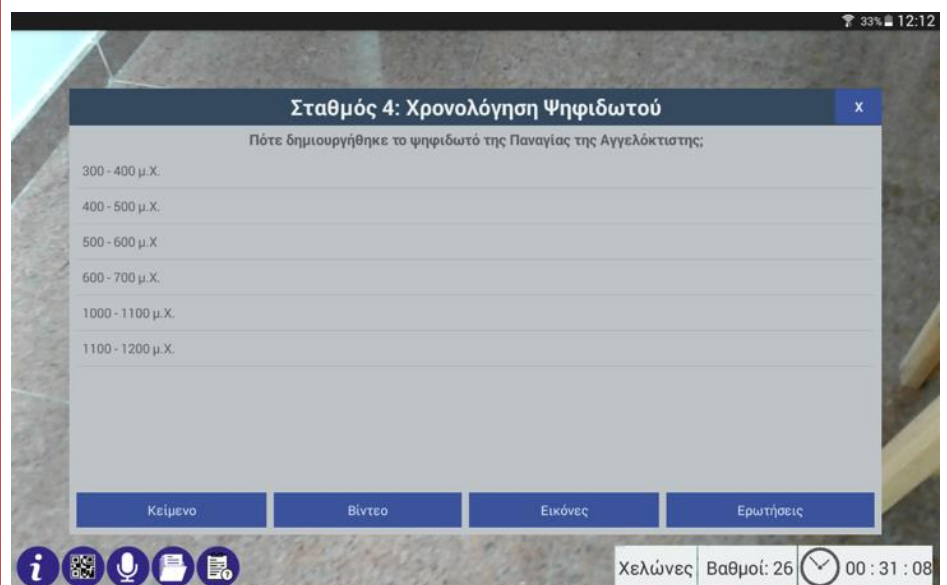 33% 12:12
Σταθμός 4: Χρονολόγηση Ψηφιδωτού x
Πότε δημιουργήθηκε το ψηφιδωτό της Παναγίας της Αγγελόκτιστης;
300 - 400 μ.Χ.
400 - 500 μ.Χ.
500 - 600 μ.Χ
600 - 700 μ.Χ.
1000 - 1100 μ.Χ.
1100 - 1200 μ.Χ.
Κείμενο Βίντεο Εικόνες Ερωτήσεις
i Χελώνες Βαθμοί: 26 00 : 31 : 08